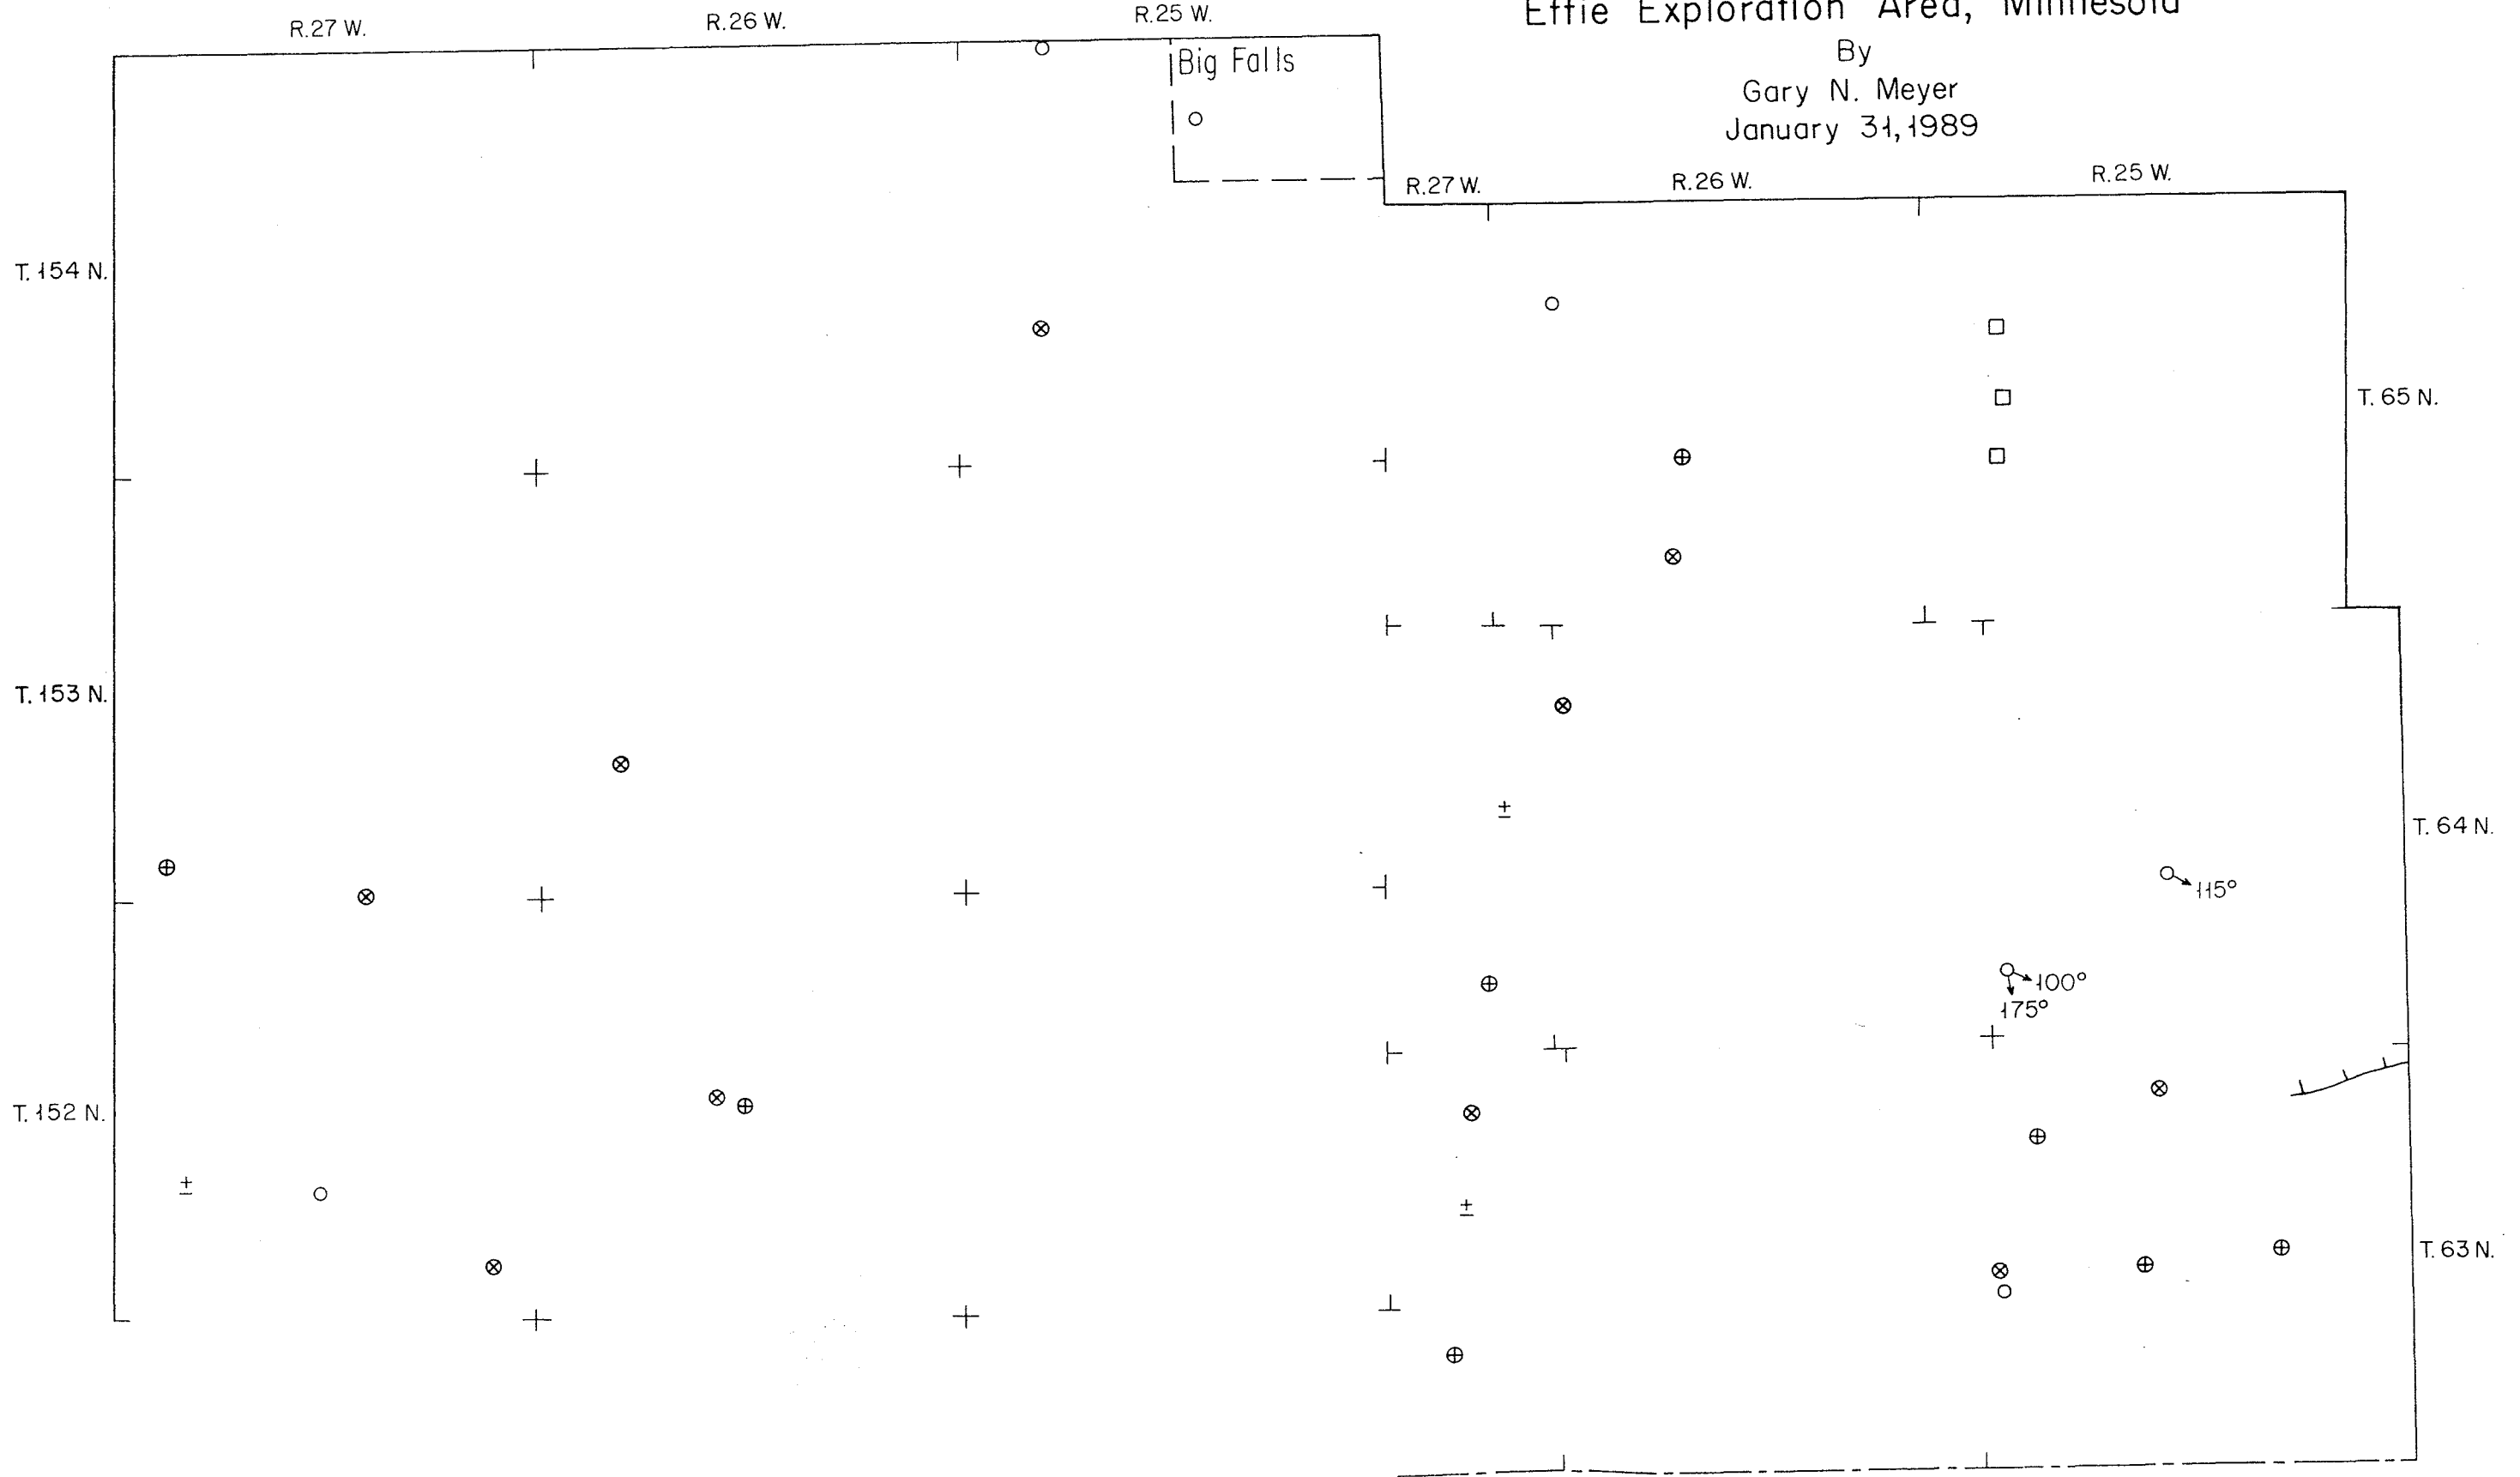 Effie Exploration Area, Minnesota
By
Gary N. Meyer
January 31, 1989
R.27 W.
R.26 W.
R.25 W.
Big Falls
R.27 W.
R.26 W.
R.25 W.
T. 154 N.
T. 65 N.
T. 153 N.
T. 64 N.
115°
100°
175°
T. 152 N.
T. 63 N.